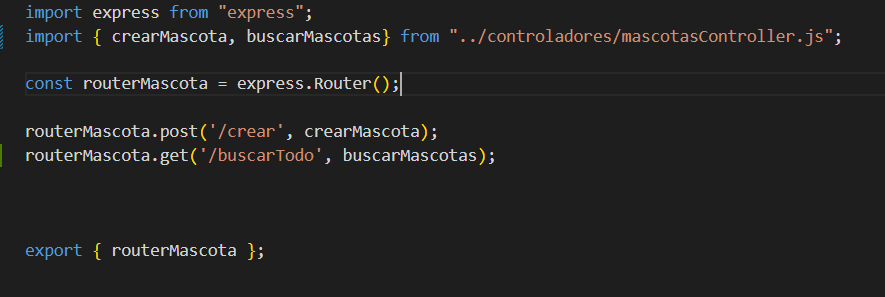 import express from "express";
import { crearMascota, buscarMascotas} from "../controladores/mascotasController.js";
const routerMascota = express.Router();
routerMascota.post('/crear', crearMascota);
routerMascota.get('/buscarTodo', buscarMascotas);
export { routerMascota };